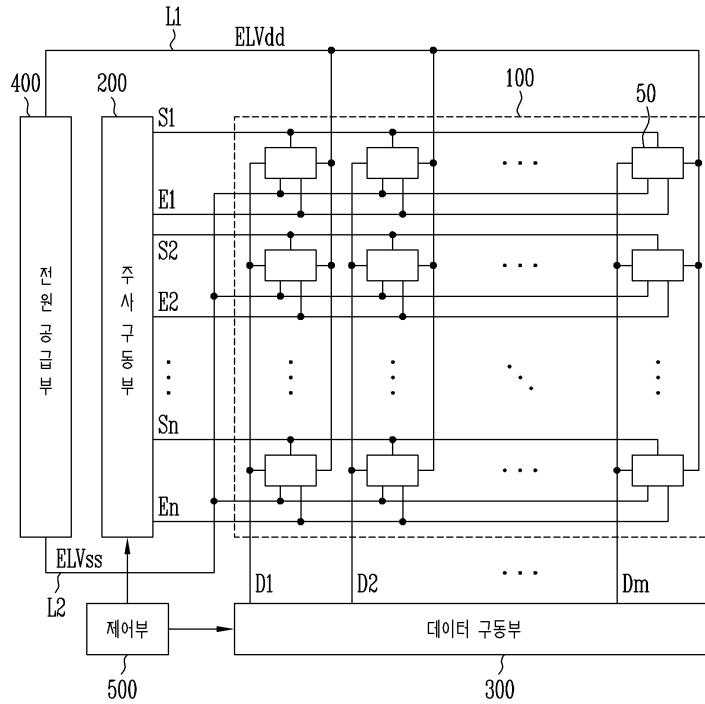 L1
ELVdd
400
200
100
50
S1
E1
S2
E2
Sn
En
전원 공급부
주사 구동부
ELVss
L2
D1
D2
Dm
제어부
데이터 구동부
500
300